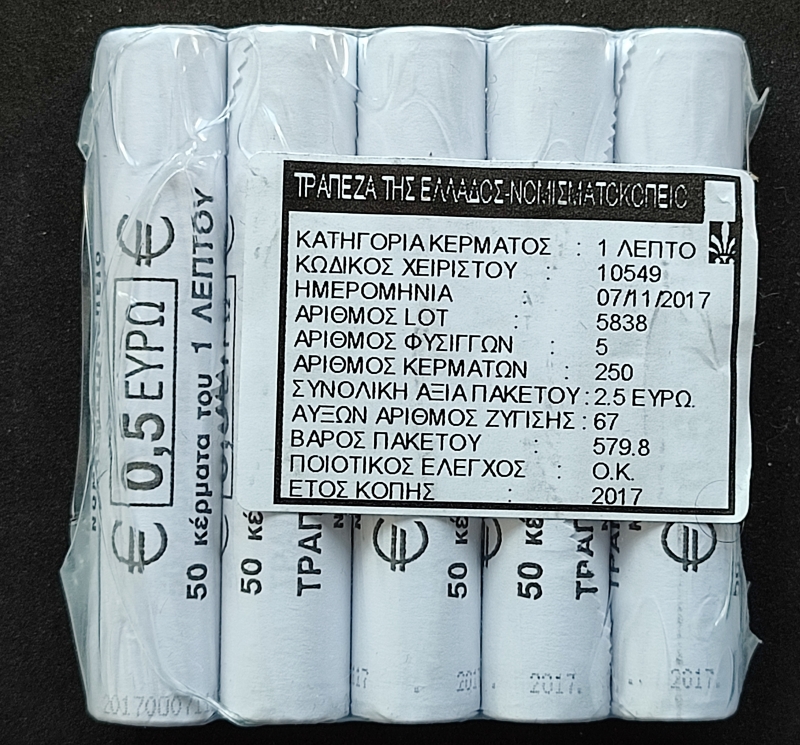 ΤΡΑΠΕΖΑ ΤΗΣ ΕΛΛΑΔΟΣ-ΝΟΜΙΣΜΑΤΟΚΟΠΕΙΟ
ΚΑΤΗΓΟΡΙΑ ΚΕΡΜΑΤΟΣ : 1 ΛΕΠΤΟ
ΚΩΔΙΚΟΣ ΧΕΙΡΙΣΤΟΥ : 10549
ΗΜΕΡΟΜΗΝΙΑ : 07/11/2017
ΑΡΙΘΜΟΣ LOT : 5838
ΑΡΙΘΜΟΣ ΦΥΣΙΓΓΩΝ : 5
ΑΡΙΘΜΟΣ ΚΕΡΜΑΤΩΝ : 250
ΣΥΝΟΛΙΚΗ ΑΞΙΑ ΠΑΚΕΤΟΥ : 2.5 ΕΥΡΩ.
ΑΥΞΩΝ ΑΡΙΘΜΟΣ ΖΥΓΙΣΗΣ : 67
ΒΑΡΟΣ ΠΑΚΕΤΟΥ : 579.8
ΠΟΙΟΤΙΚΟΣ ΕΛΕΓΧΟΣ : Ο.Κ.
ΕΤΟΣ ΚΟΠΗΣ : 2017
€ 0,5 ΕΥΡΩ €
50 κέρματα του 1 ΛΕΠΤΟΥ
50 κέ
ΤΡΑΠ
€
50 κέ
50 κέ
ΤΡΑΠ
€
2017.
2017.